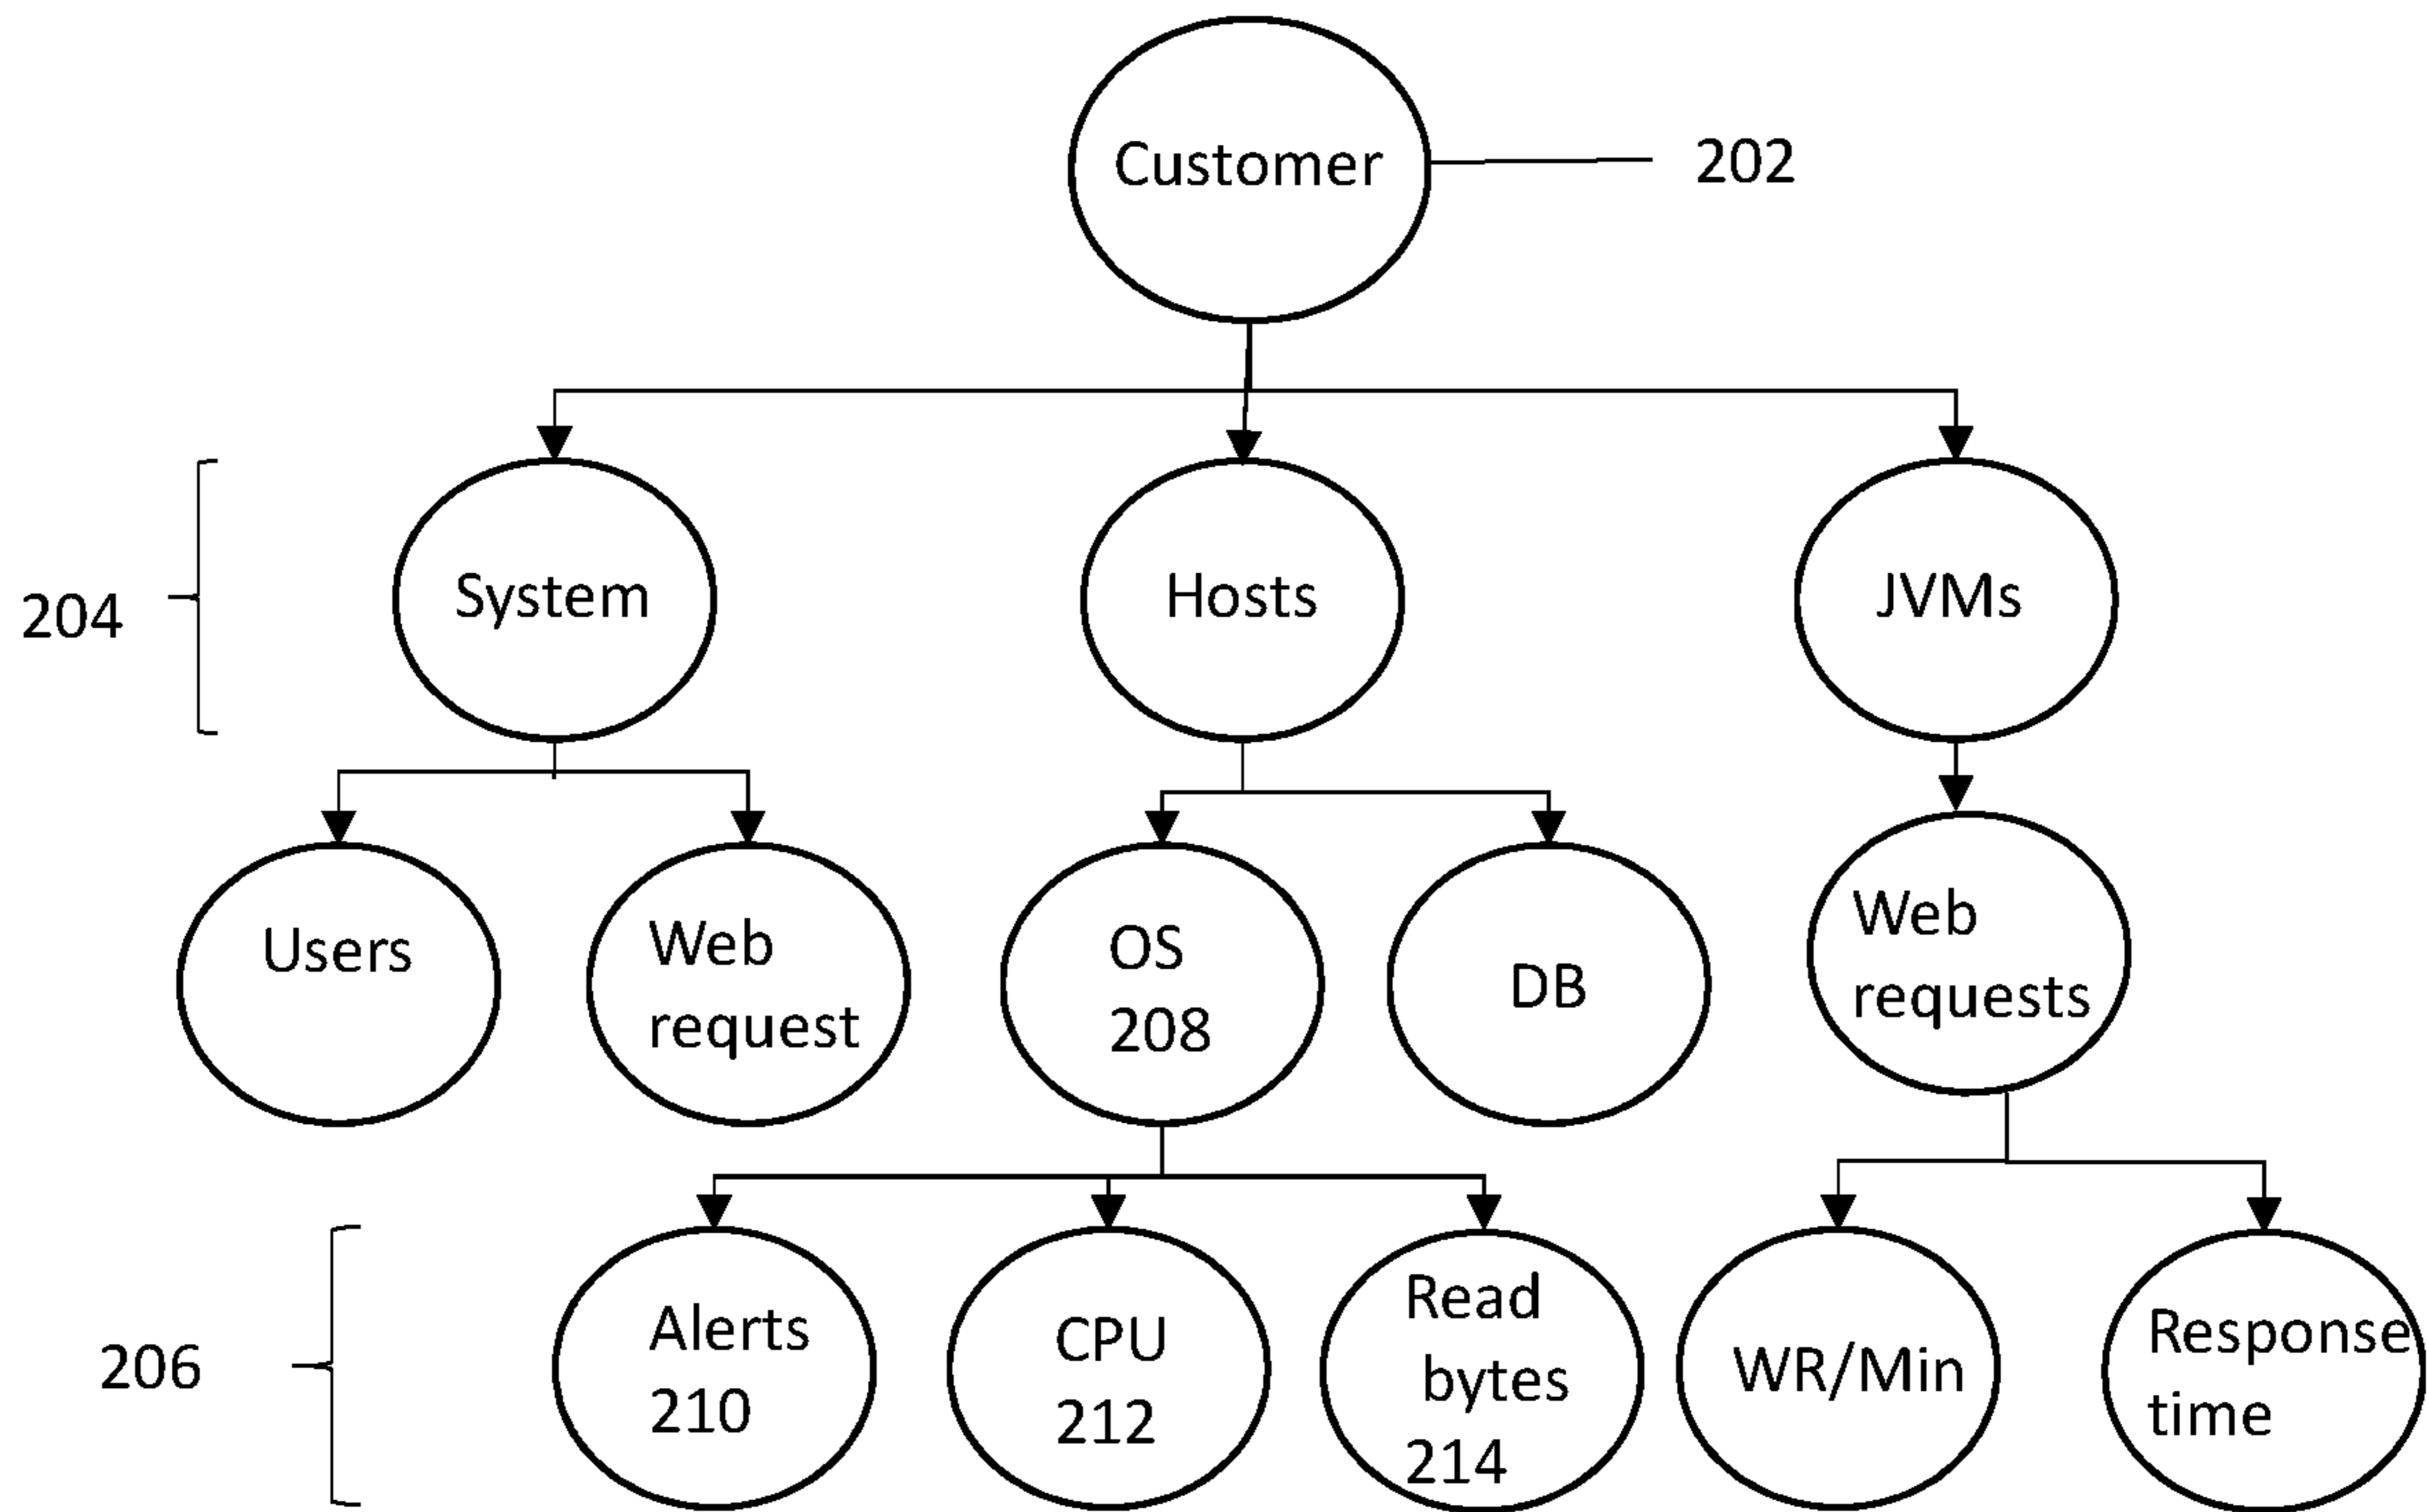 Customer
202
204
System
Hosts
JVMs
Users
Web
request
OS
208
DB
Web
requests
206
Alerts
210
CPU
212
Read
bytes
214
WR/Min
Response
time